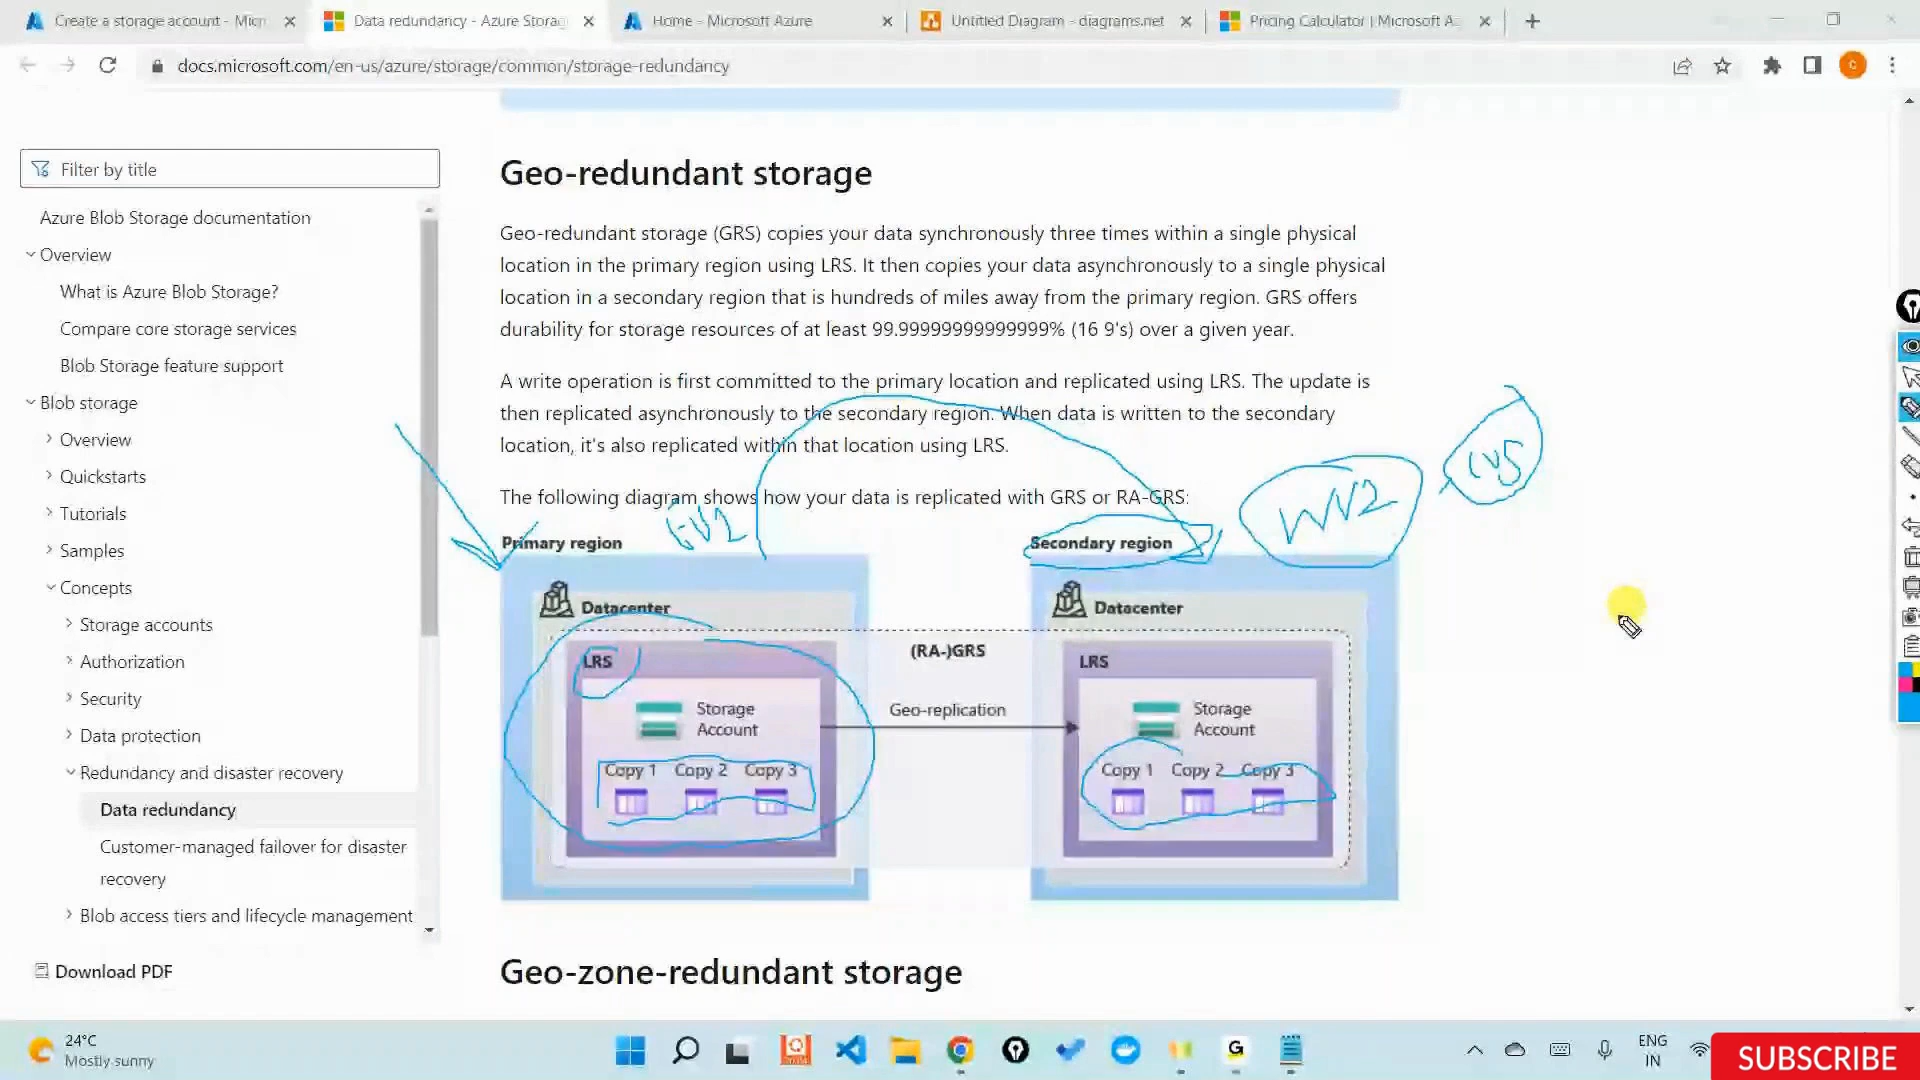 Create a storage account - Micr
Data redundancy - Azure Storag
Home - Microsoft Azure
Untitled Diagram - diagrams.net
Pricing Calculator | Microsoft A
docs.microsoft.com/en-us/azure/storage/common/storage-redundancy
C
Filter by title
Azure Blob Storage documentation
Overview
What is Azure Blob Storage?
Compare core storage services
Blob Storage feature support
Blob storage
Overview
Quickstarts
Tutorials
Samples
Concepts
Storage accounts
Authorization
Security
Data protection
Redundancy and disaster recovery
Data redundancy
Customer-managed failover for disaster
recovery
Blob access tiers and lifecycle management
Download PDF
Geo-redundant storage
Geo-redundant storage (GRS) copies your data synchronously three times within a single physical
location in the primary region using LRS. It then copies your data asynchronously to a single physical
location in a secondary region that is hundreds of miles away from the primary region. GRS offers
durability for storage resources of at least 99.99999999999999% (16 9's) over a given year.
A write operation is first committed to the primary location and replicated using LRS. The update is
then replicated asynchronously to the secondary region. When data is written to the secondary
location, it's also replicated within that location using LRS.
The following diagram shows how your data is replicated with GRS or RA-GRS:
Primary region
Secondary region
WV2
Datacenter
Datacenter
LRS
(RA-)GRS
LRS
Storage
Account
Geo-replication
Storage
Account
Copy 1 Copy 2 Copy 3
Copy 1 Copy 2 Copy 3
Geo-zone-redundant storage
24°C
Mostly sunny
ENG
IN
SUBSCRIBE